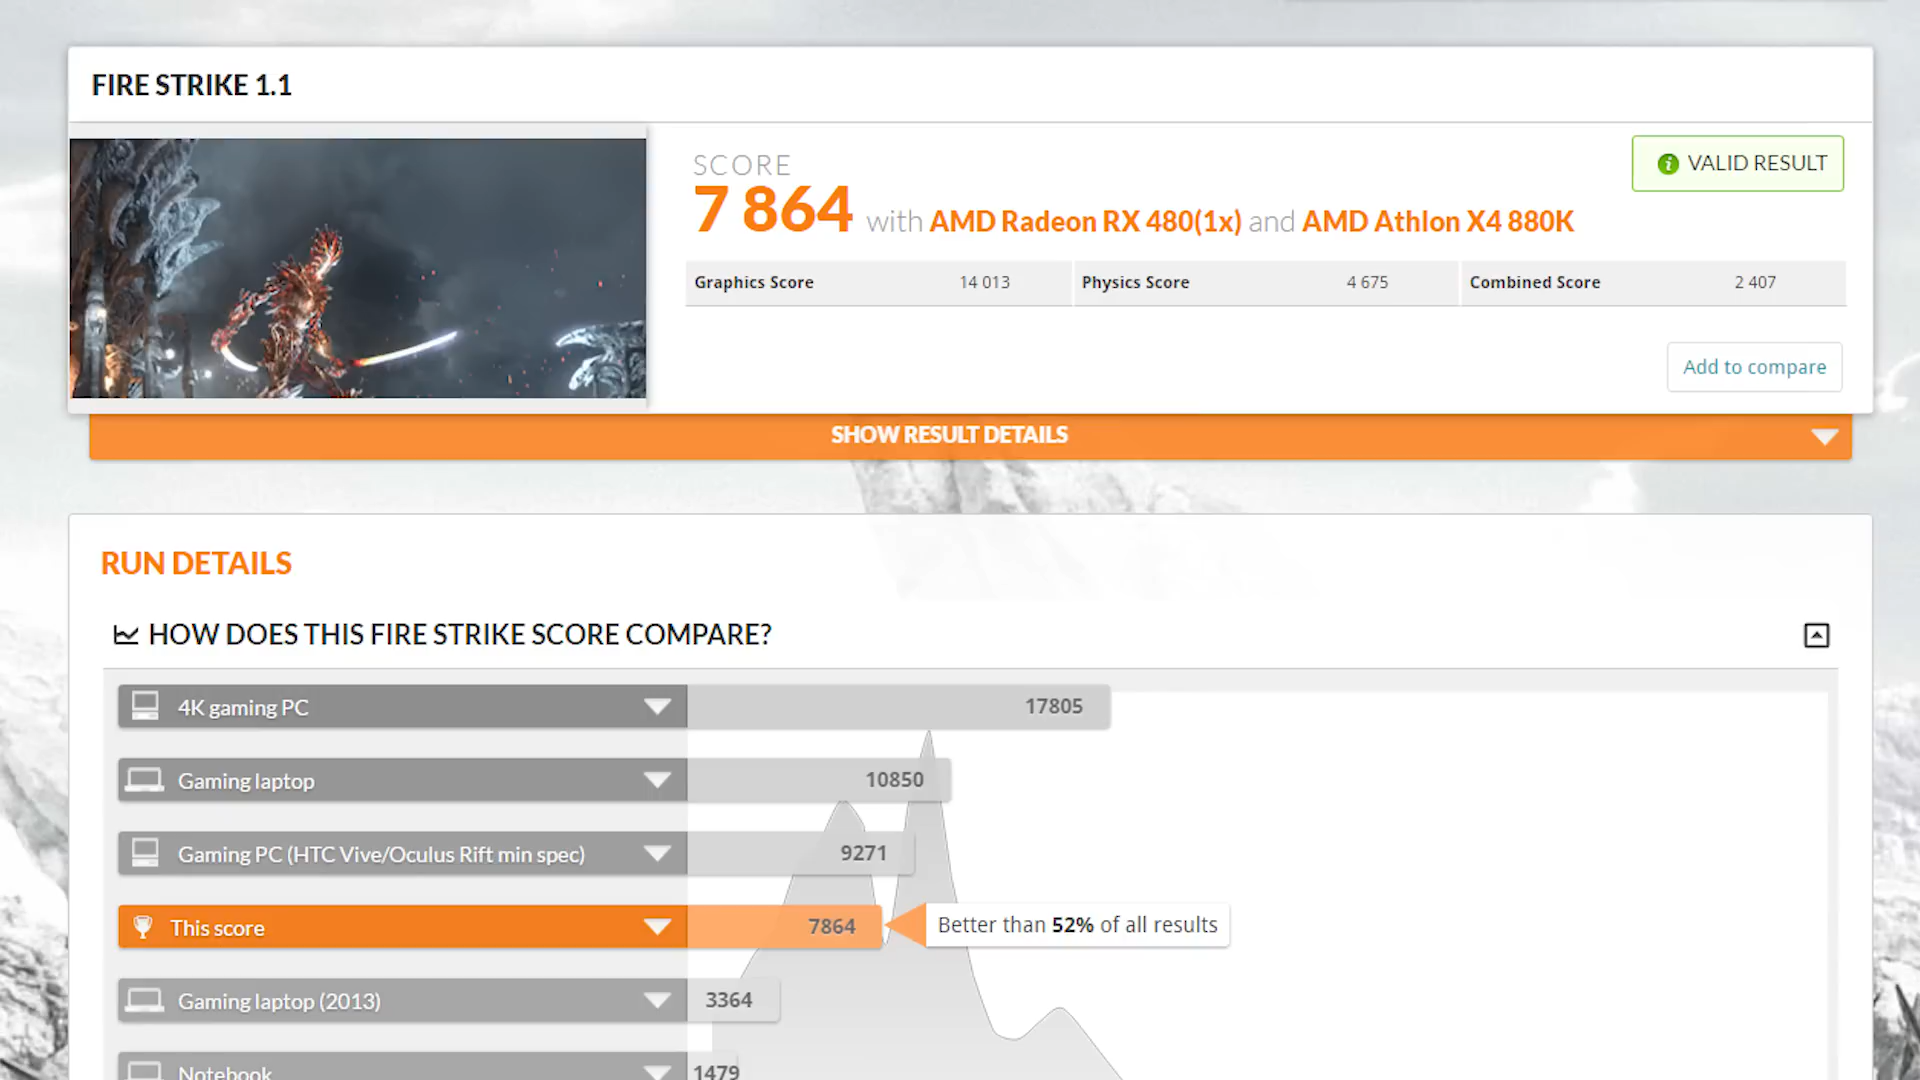 FIRE STRIKE 1.1
SCORE
VALID RESULT
7 864 with AMD Radeon RX 480(1x) and AMD Athlon X4 880K
Graphics Score 14 013 Physics Score 4 675 Combined Score 2 407
Add to compare
SHOW RESULT DETAILS
RUN DETAILS
HOW DOES THIS FIRE STRIKE SCORE COMPARE?
4K gaming PC 17805
Gaming laptop 10850
Gaming PC (HTC Vive/Oculus Rift min spec) 9271
This score 7864 Better than 52% of all results
Gaming laptop (2013) 3364
Notebook 1479